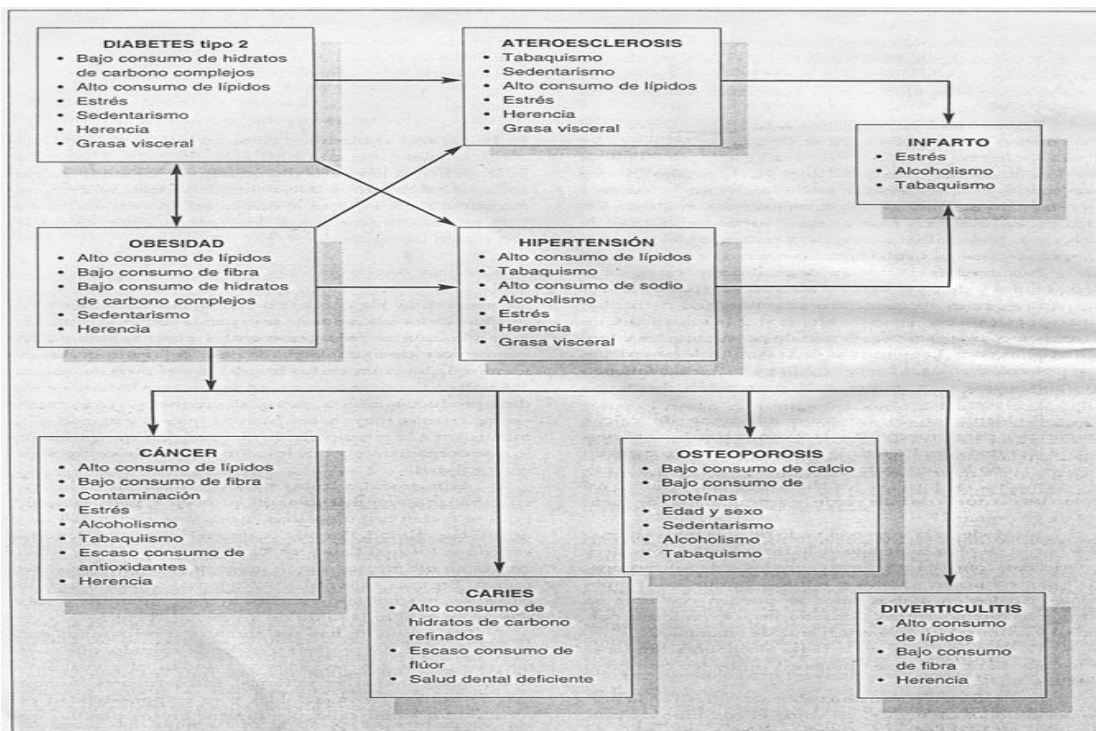 DIABETES tipo 2
• Bajo consumo de hidratos
de carbono complejos
• Alto consumo de lípidos
• Estrés
• Sedentarismo
• Herencia
• Grasa visceral
ATEROESCLEROSIS
• Tabaquismo
• Sedentarismo
• Alto consumo de lípidos
• Estrés
• Herencia
• Grasa visceral
INFARTO
• Estrés
• Alcoholismo
• Tabaquismo
OBESIDAD
• Alto consumo de lípidos
• Bajo consumo de fibra
• Bajo consumo de hidratos
de carbono complejos
• Sedentarismo
• Herencia
HIPERTENSIÓN
• Alto consumo de lípidos
• Tabaquismo
• Alto consumo de sodio
• Alcoholismo
• Estrés
• Herencia
• Grasa visceral
CÁNCER
• Alto consumo de lípidos
• Bajo consumo de fibra
• Contaminación
• Estrés
• Alcoholismo
• Tabaquiismo
• Escaso consumo de
antioxidantes
• Herencia
CARIES
• Alto consumo de
hidratos de carbono
refinados
• Escaso consumo de
flúor
• Salud dental deficiente
OSTEOPOROSIS
• Bajo consumo de calcio
• Bajo consumo de
proteínas
• Edad y sexo
• Sedentarismo
• Alcoholismo
• Tabaquismo
DIVERTICULITIS
• Alto consumo
de lípidos
• Bajo consumo
de fibra
• Herencia